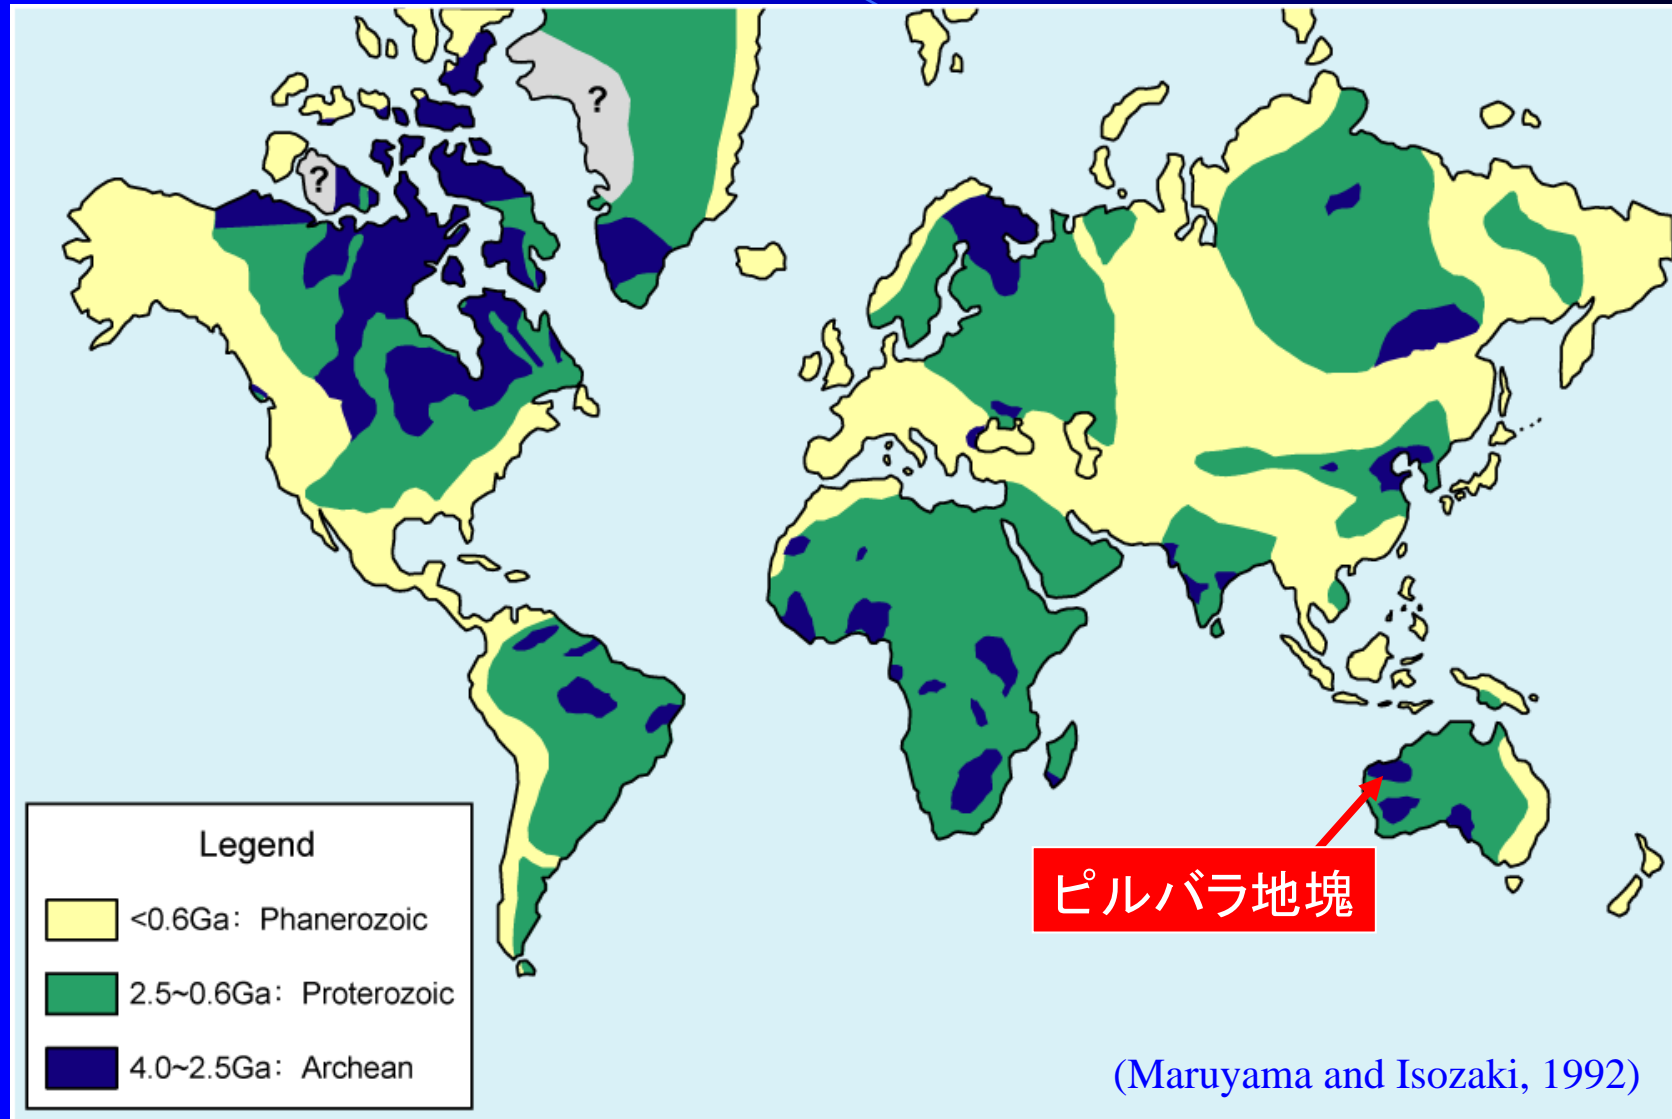 ?
?
ピルバラ地塊
Legend
<0.6Ga: Phanerozoic
2.5~0.6Ga: Proterozoic
4.0~2.5Ga: Archean
(Maruyama and Isozaki, 1992)